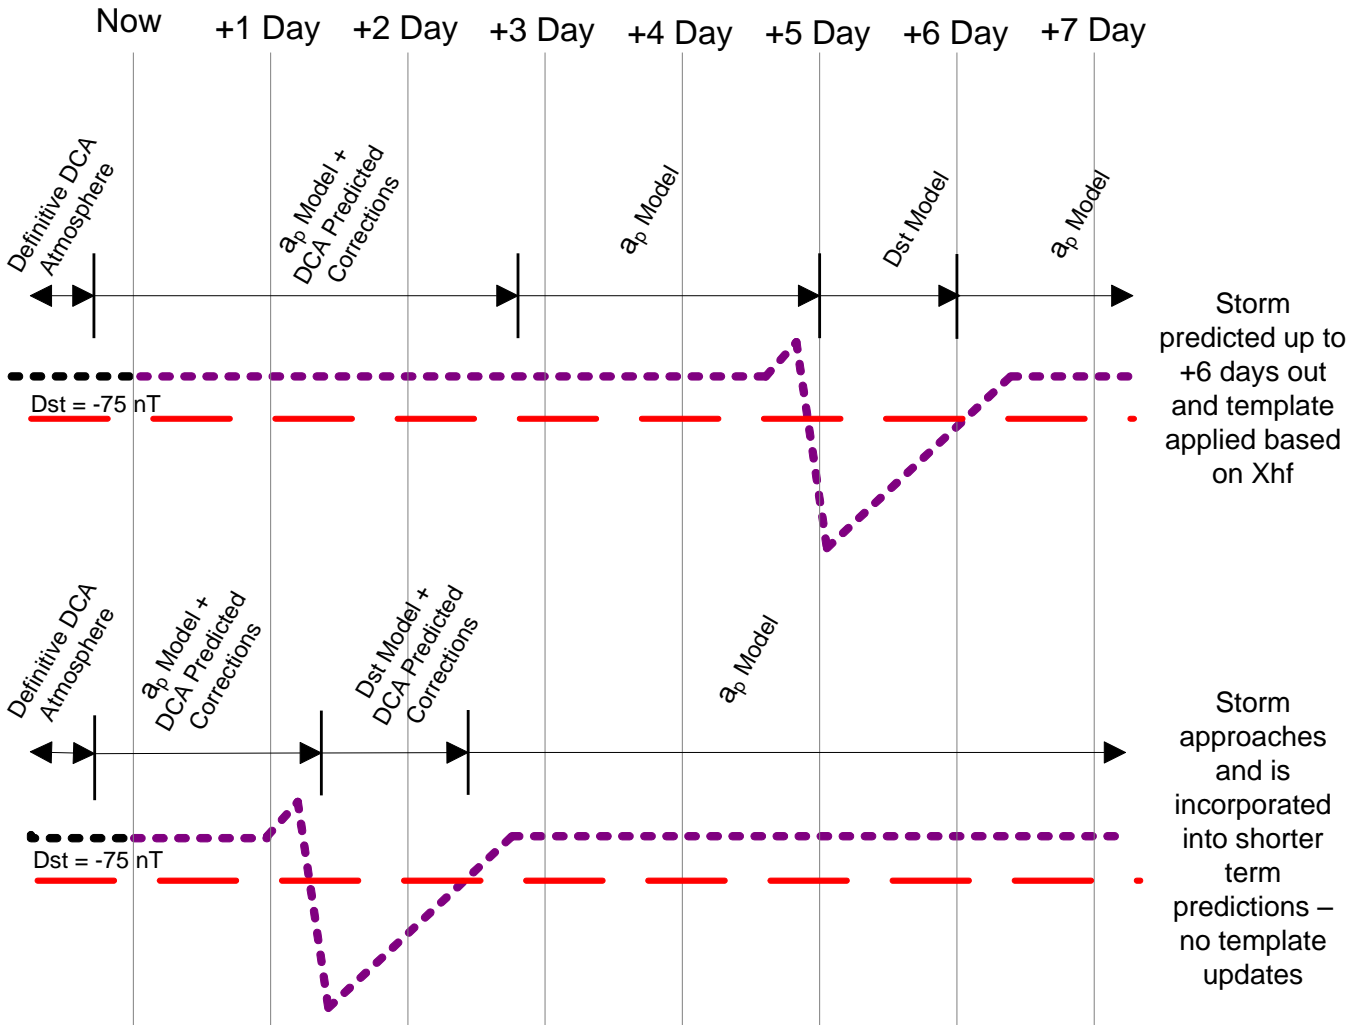 Now
+1 Day
+2 Day
+3 Day
+4 Day
+5 Day
+6 Day
+7 Day
Definitive DCA
Atmosphere
ap Model +
DCA Predicted
Corrections
ap Model
Dst Model
ap Model
Dst = -75 nT
Storm
predicted up to
+6 days out
and template
applied based
on Xhf
Definitive DCA
Atmosphere
ap Model +
DCA Predicted
Corrections
Dst Model +
DCA Predicted
Corrections
ap Model
Dst = -75 nT
Storm
approaches
and is
incorporated
into shorter
term
predictions –
no template
updates